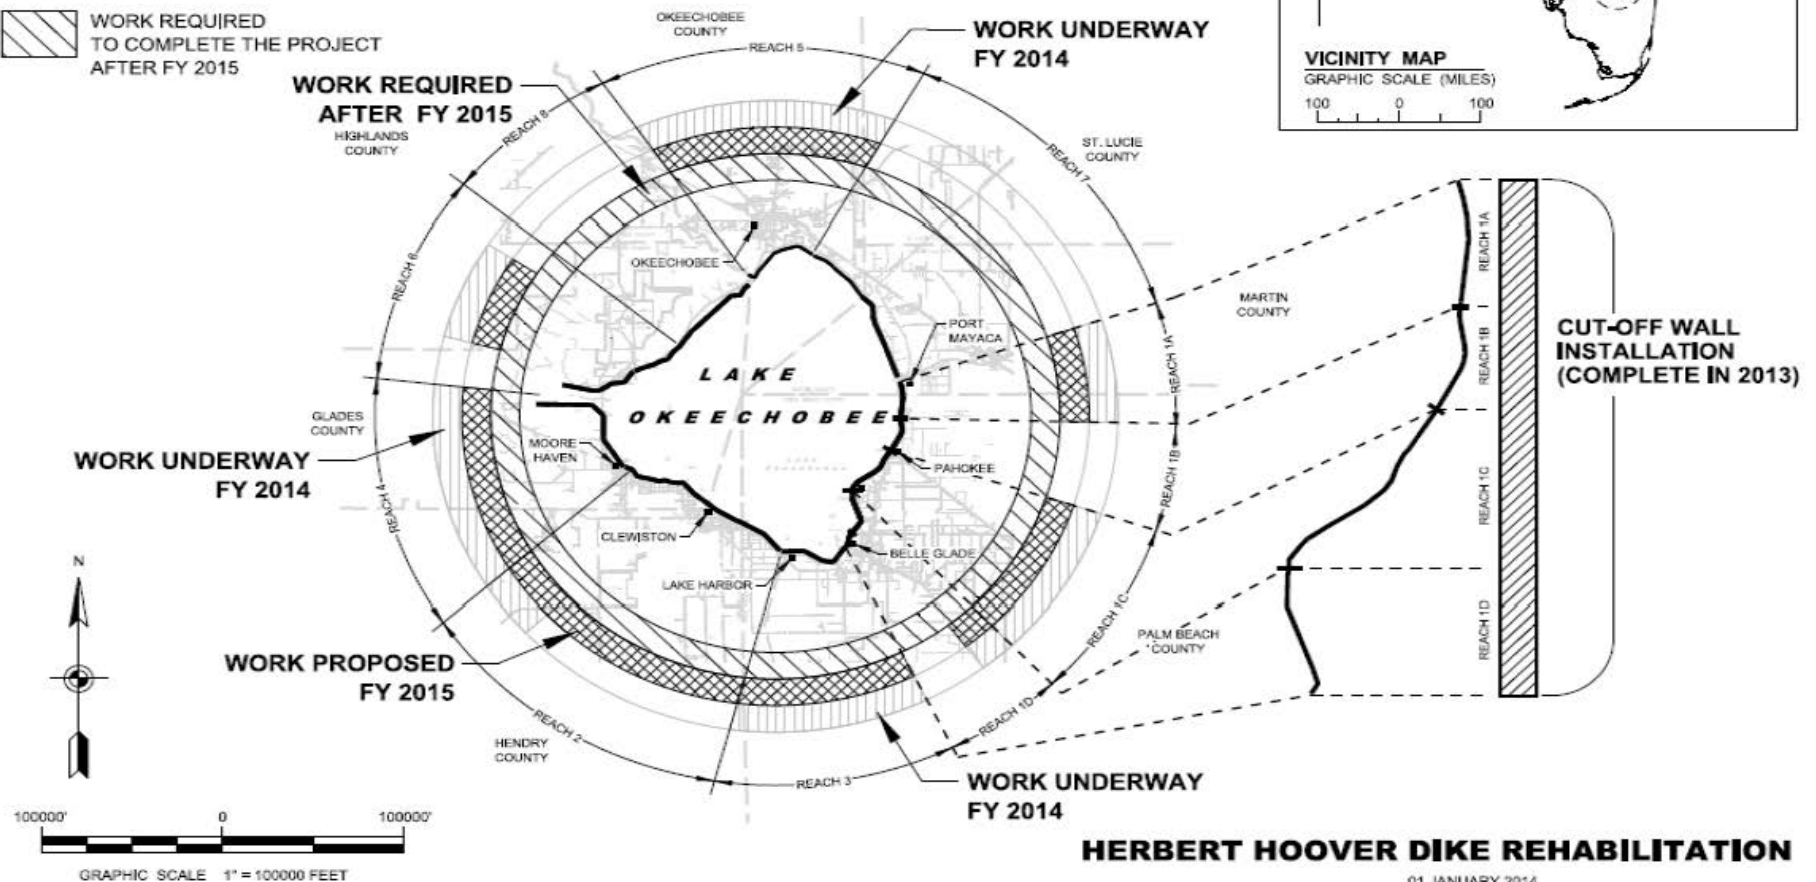 WORK REQUIRED
TO COMPLETE THE PROJECT
AFTER FY 2015
WORK REQUIRED
AFTER FY 2015
HIGHLANDS
COUNTY
OKEECHOBEE
COUNTY
REACH 5
WORK UNDERWAY
FY 2014
VICINITY MAP
GRAPHIC SCALE (MILES)
100 0 100
REACH 8
ST. LUCIE
COUNTY
REACH 7
REACH 6
OKEECHOBEE
PORT
MAYACA
MARTIN
COUNTY
REACH 1A
LAKE
OKEECHOBEE
GLADES
COUNTY
MOORE
HAVEN
PAHOKEE
REACH 1B
WORK UNDERWAY
FY 2014
REACH 4
CLEWISTON
BELLE GLADE
LAKE HARBOR
REACH 1C
PALM BEACH
COUNTY
REACH 1D
WORK PROPOSED
FY 2015
REACH 2
HENDRY
COUNTY
REACH 3
WORK UNDERWAY
FY 2014
REACH 1A
REACH 1B
REACH 1C
REACH 1D
CUT-OFF WALL
INSTALLATION
(COMPLETE IN 2013)
N
100000' 0 100000'
GRAPHIC SCALE 1" = 100000 FEET
HERBERT HOOVER DIKE REHABILITATION
01 JANUARY 2014